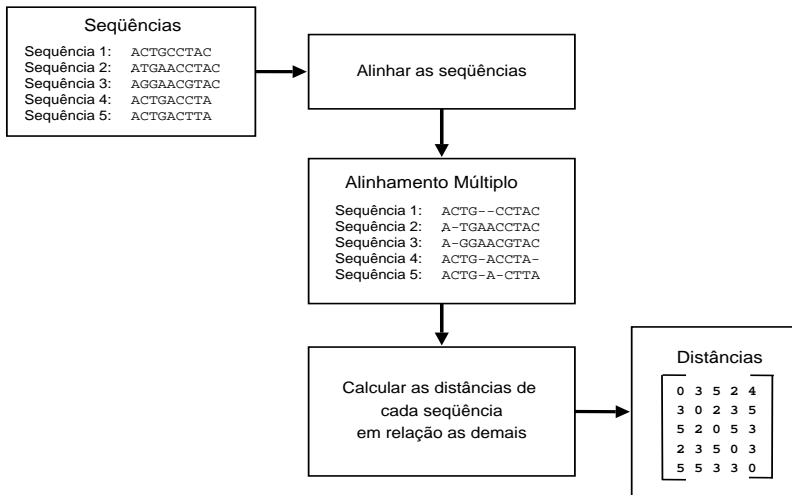 Seqüências
Sequência 1: ACTGCCTAC
Sequência 2: ATGAACCTAC
Sequência 3: AGGAACGTAC
Sequência 4: ACTGACCTA
Sequência 5: ACTGACTTA
Alinhar as seqüências
Alinhamento Múltiplo
Sequência 1: ACTG--CCTAC
Sequência 2: A-TGAACCTAC
Sequência 3: A-GGAACGTAC
Sequência 4: ACTG-ACCTA-
Sequência 5: ACTG-A-CTTA
Calcular as distâncias de
cada seqüência
em relação as demais
Distâncias
0 3 5 2 4
3 0 2 3 5
5 2 0 5 3
2 3 5 0 3
5 5 3 3 0